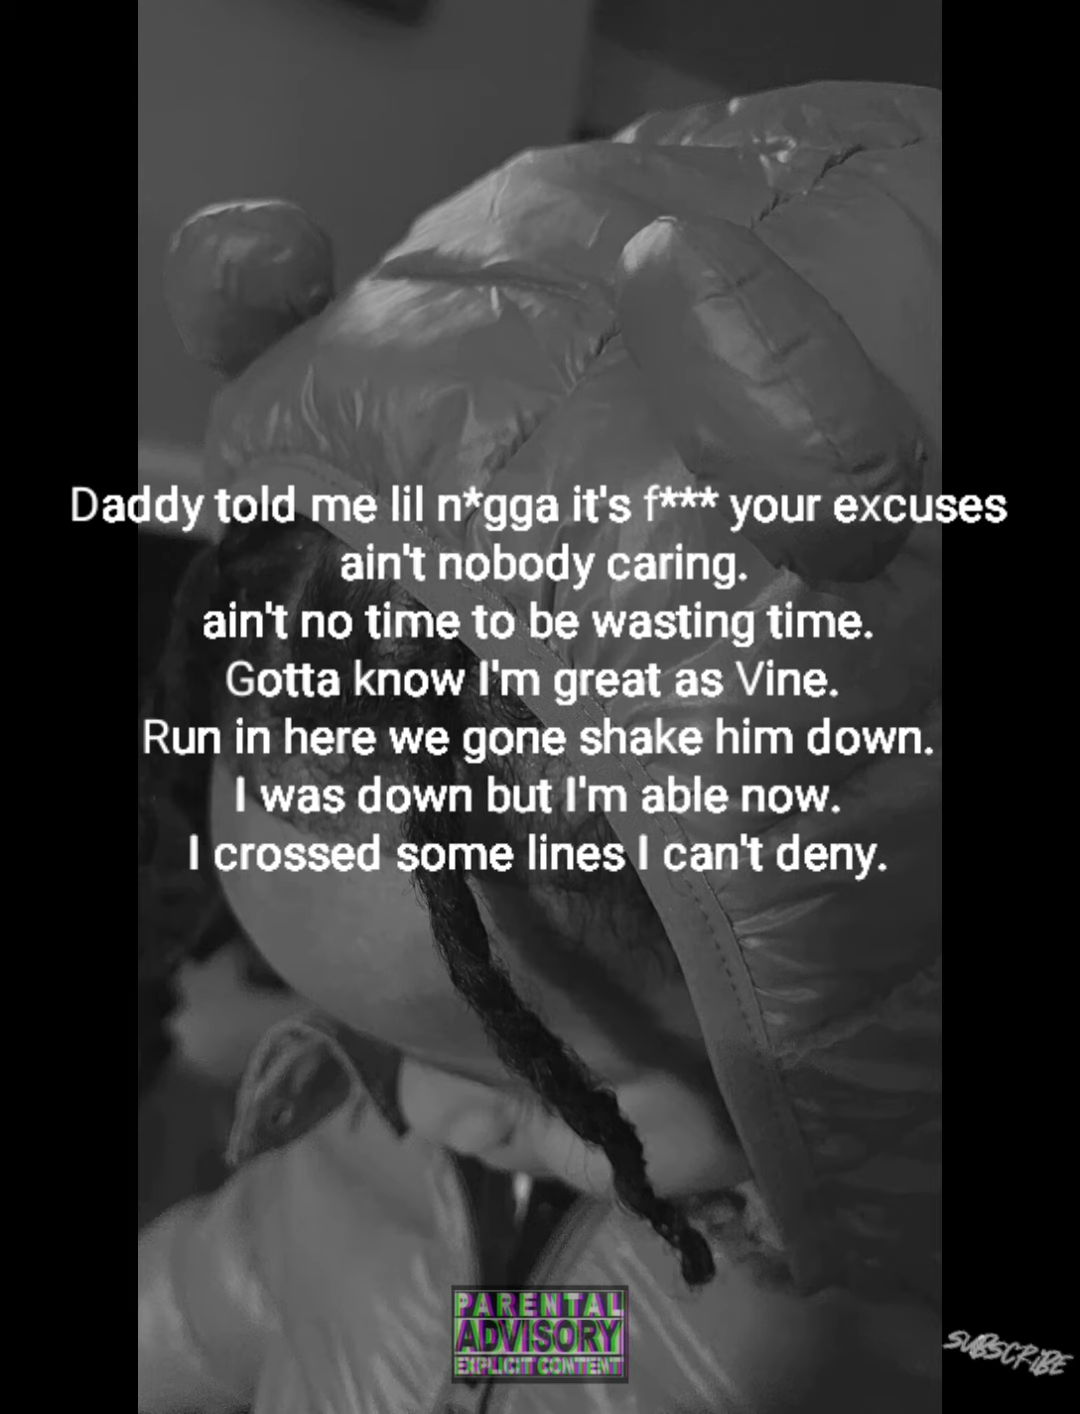 Daddy told me lil n*gga it's f*** your excuses
ain't nobody caring.
ain't no time to be wasting time.
Gotta know I'm great as Vine.
Run in here we gone shake him down.
I was down but I'm able now.
I crossed some lines I can't deny.
PARENTAL
ADVISORY
EXPLICIT CONTENT
SUBSCRIBE